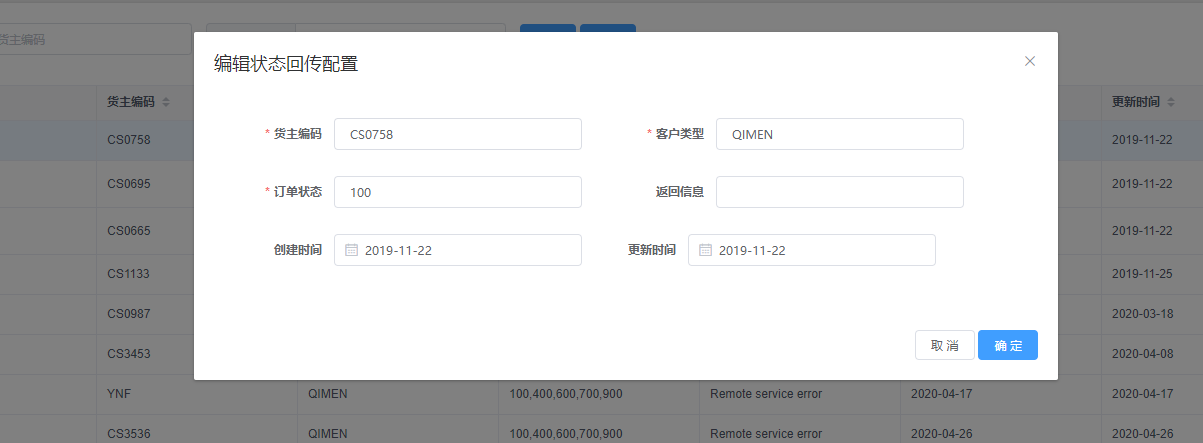 货主编码
编辑状态回传配置
货主编码 更新时间
* 货主编码 CS0758 * 客户类型 QIMEN
CS0758 2019-11-22
CS0695 2019-11-22
* 订单状态 100 返回信息
CS0665 2019-11-22
创建时间 2019-11-22 更新时间 2019-11-22
CS1133 2019-11-25
CS0987 2020-03-18
取 消 确 定
CS3453 2020-04-08
YNF QIMEN 100,400,600,700,900 Remote service error 2020-04-17 2020-04-17
CS3536 QIMEN 100,400,600,700,900 Remote service error 2020-04-26 2020-04-26